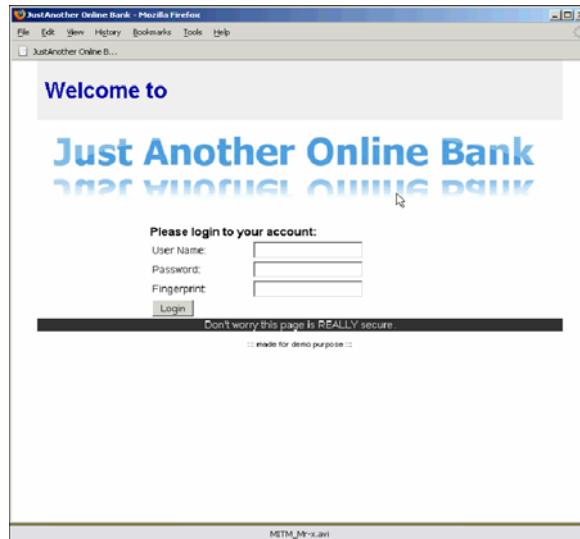 JustAnother Online Bank - Mozilla Firefox
File Edit View History Bookmarks Tools Help
JustAnother Online B...
Welcome to
Just Another Online Bank
Please login to your account:
User Name:
Password:
Fingerprint:
Login
Don't worry this page is REALLY secure.
::: made for demo purpose :::
MITM_Mr-x.avi